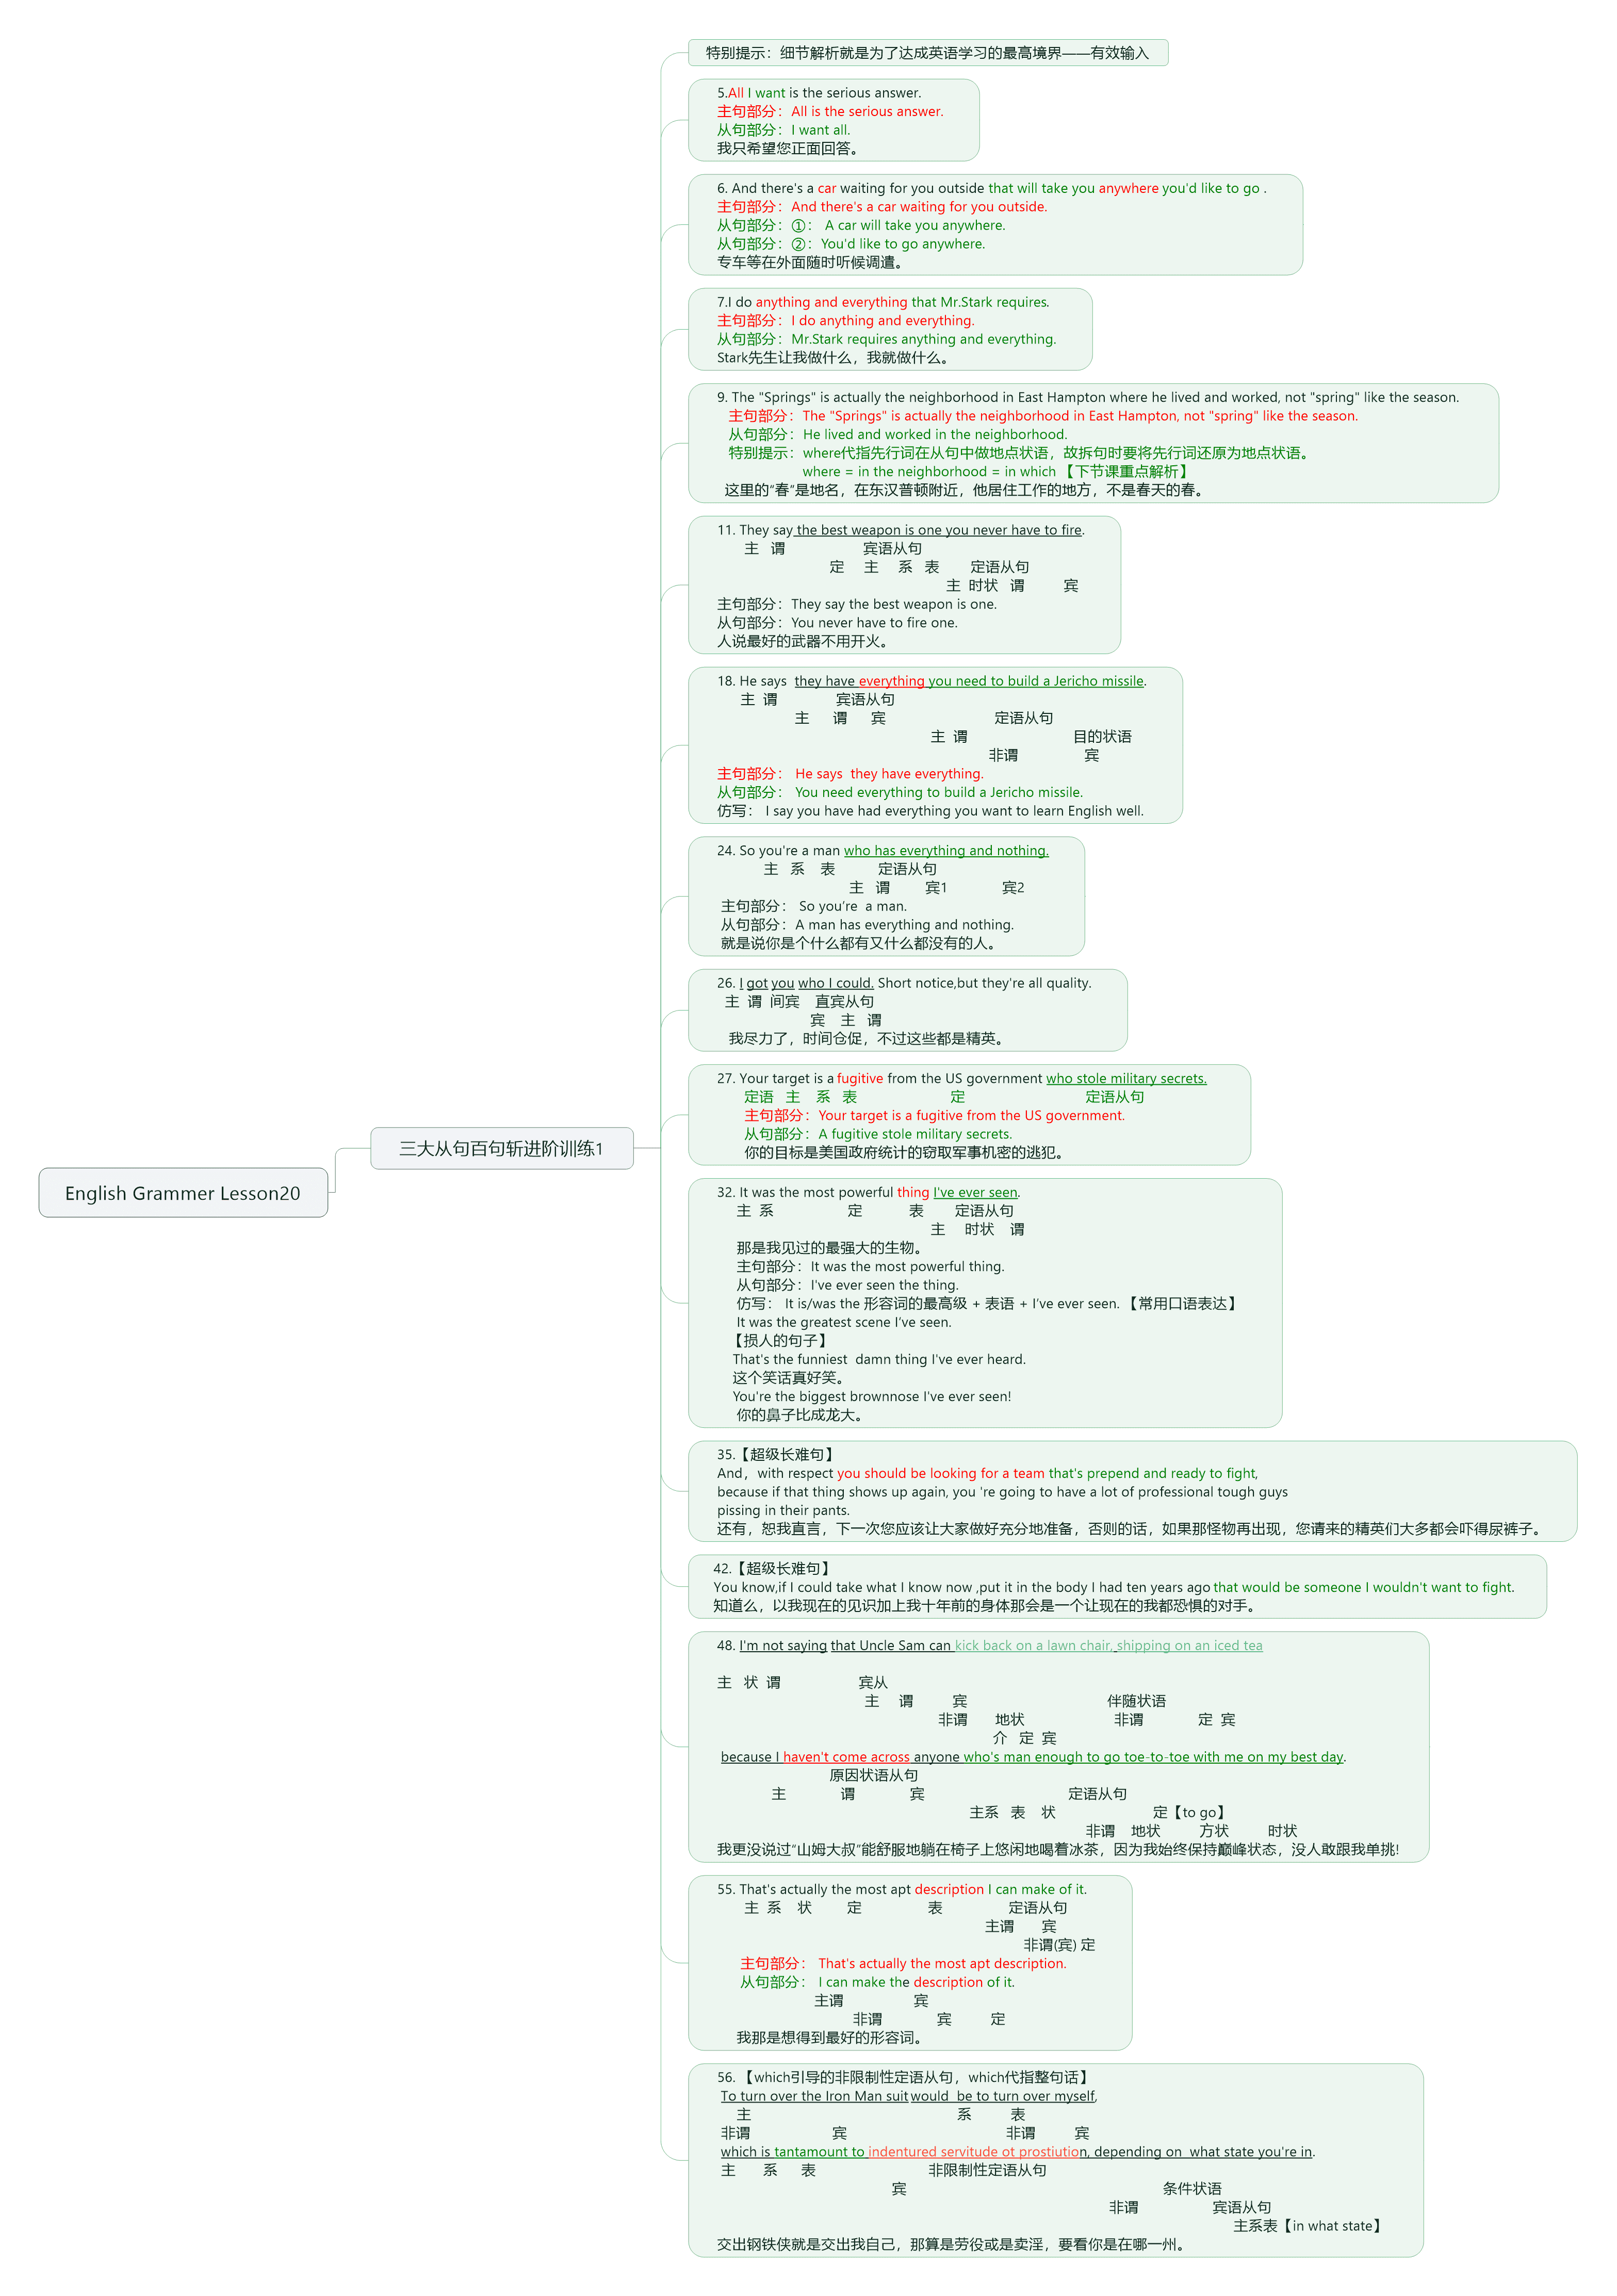 English Grammer Lesson20
三大从句百句斩进阶训练1
特别提示：细节解析就是为了达成英语学习的最高境界——有效输入
5.All I want is the serious answer.
主句部分：All is the serious answer.
从句部分：I want all.
我只希望您正面回答。
6. And there's a car waiting for you outside that will take you anywhere you'd like to go .
主句部分：And there's a car waiting for you outside.
从句部分：①： A car will take you anywhere.
从句部分：②：You'd like to go anywhere.
专车等在外面随时听候调遣。
7.I do anything and everything that Mr.Stark requires.
主句部分：I do anything and everything.
从句部分：Mr.Stark requires anything and everything.
Stark先生让我做什么，我就做什么。
9. The "Springs" is actually the neighborhood in East Hampton where he lived and worked, not "spring" like the season.
主句部分：The "Springs" is actually the neighborhood in East Hampton, not "spring" like the season.
从句部分：He lived and worked in the neighborhood.
特别提示：where代指先行词在从句中做地点状语，故拆句时要将先行词还原为地点状语。
where = in the neighborhood = in which 【下节课重点解析】
这里的“春”是地名，在东汉普顿附近，他居住工作的地方，不是春天的春。
11. They say the best weapon is one you never have to fire.
主 谓 宾语从句
定 主 系 表 定语从句
主 时状 谓 宾
主句部分：They say the best weapon is one.
从句部分：You never have to fire one.
人说最好的武器不用开火。
18. He says they have everything you need to build a Jericho missile.
主 谓 宾语从句
主 谓 宾 定语从句
主 谓 目的状语
非谓 宾
主句部分： He says they have everything.
从句部分： You need everything to build a Jericho missile.
仿写： I say you have had everything you want to learn English well.
24. So you're a man who has everything and nothing.
主 系 表 定语从句
主 谓 宾1 宾2
主句部分： So you’re a man.
从句部分：A man has everything and nothing.
就是说你是个什么都有又什么都没有的人。
26. I got you who I could. Short notice,but they're all quality.
主 谓 间宾 直宾从句
宾 主 谓
我尽力了，时间仓促，不过这些都是精英。
27. Your target is a fugitive from the US government who stole military secrets.
定语 主 系 表 定 定语从句
主句部分：Your target is a fugitive from the US government.
从句部分：A fugitive stole military secrets.
你的目标是美国政府统计的窃取军事机密的逃犯。
32. It was the most powerful thing I've ever seen.
主 系 定 表 定语从句
主 时状 谓
那是我见过的最强大的生物。
主句部分：It was the most powerful thing.
从句部分：I've ever seen the thing.
仿写： It is/was the 形容词的最高级 + 表语 + I’ve ever seen. 【常用口语表达】
It was the greatest scene I’ve seen.
【损人的句子】
That's the funniest damn thing I've ever heard.
这个笑话真好笑。
You're the biggest brownnose I've ever seen!
你的鼻子比成龙大。
35.【超级长难句】
And，with respect you should be looking for a team that's prepend and ready to fight,
because if that thing shows up again, you 're going to have a lot of professional tough guys
pissing in their pants.
还有，恕我直言，下一次您应该让大家做好充分地准备，否则的话，如果那怪物再出现，您请来的精英们大多都会吓得尿裤子。
42.【超级长难句】
You know,if I could take what I know now ,put it in the body I had ten years ago that would be someone I wouldn't want to fight.
知道么，以我现在的见识加上我十年前的身体那会是一个让现在的我都恐惧的对手。
48. I'm not saying that Uncle Sam can kick back on a lawn chair, shipping on an iced tea
主 状 谓 宾从
主 谓 宾 伴随状语
非谓 地状 非谓 定 宾
介 定 宾
because I haven't come across anyone who's man enough to go toe-to-toe with me on my best day.
原因状语从句
主 谓 宾 定语从句
主系 表 状 定【to go】
非谓 地状 方状 时状
我更没说过“山姆大叔”能舒服地躺在椅子上悠闲地喝着冰茶，因为我始终保持巅峰状态，没人敢跟我单挑!
55. That's actually the most apt description I can make of it.
主 系 状 定 表 定语从句
主谓 宾
非谓(宾) 定
主句部分： That's actually the most apt description.
从句部分： I can make the description of it.
主谓 宾
非谓 宾 定
我那是想得到最好的形容词。
56. 【which引导的非限制性定语从句，which代指整句话】
To turn over the Iron Man suit would be to turn over myself,
主 系 表
非谓 宾 非谓 宾
which is tantamount to indentured servitude ot prostiution, depending on what state you're in.
主 系 表 非限制性定语从句
宾 条件状语
非谓 宾语从句
主系表【in what state】
交出钢铁侠就是交出我自己，那算是劳役或是卖淫，要看你是在哪一州。